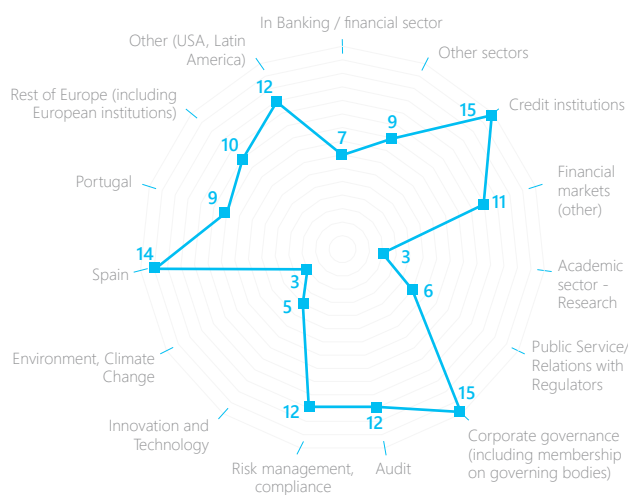 In Banking / financial sector
Other sectors
Credit institutions
Financial
markets
(other)
Academic
sector -
Research
Public Service/
Relations with
Regulators
Corporate governance
(including membership
on governing bodies)
Audit
Risk management,
compliance
Innovation and
Technology
Environment, Climate
Change
Spain
Portugal
Rest of Europe (including
European institutions)
Other (USA, Latin
America)
7
9
15
11
3
6
15
12
12
5
3
14
9
10
12